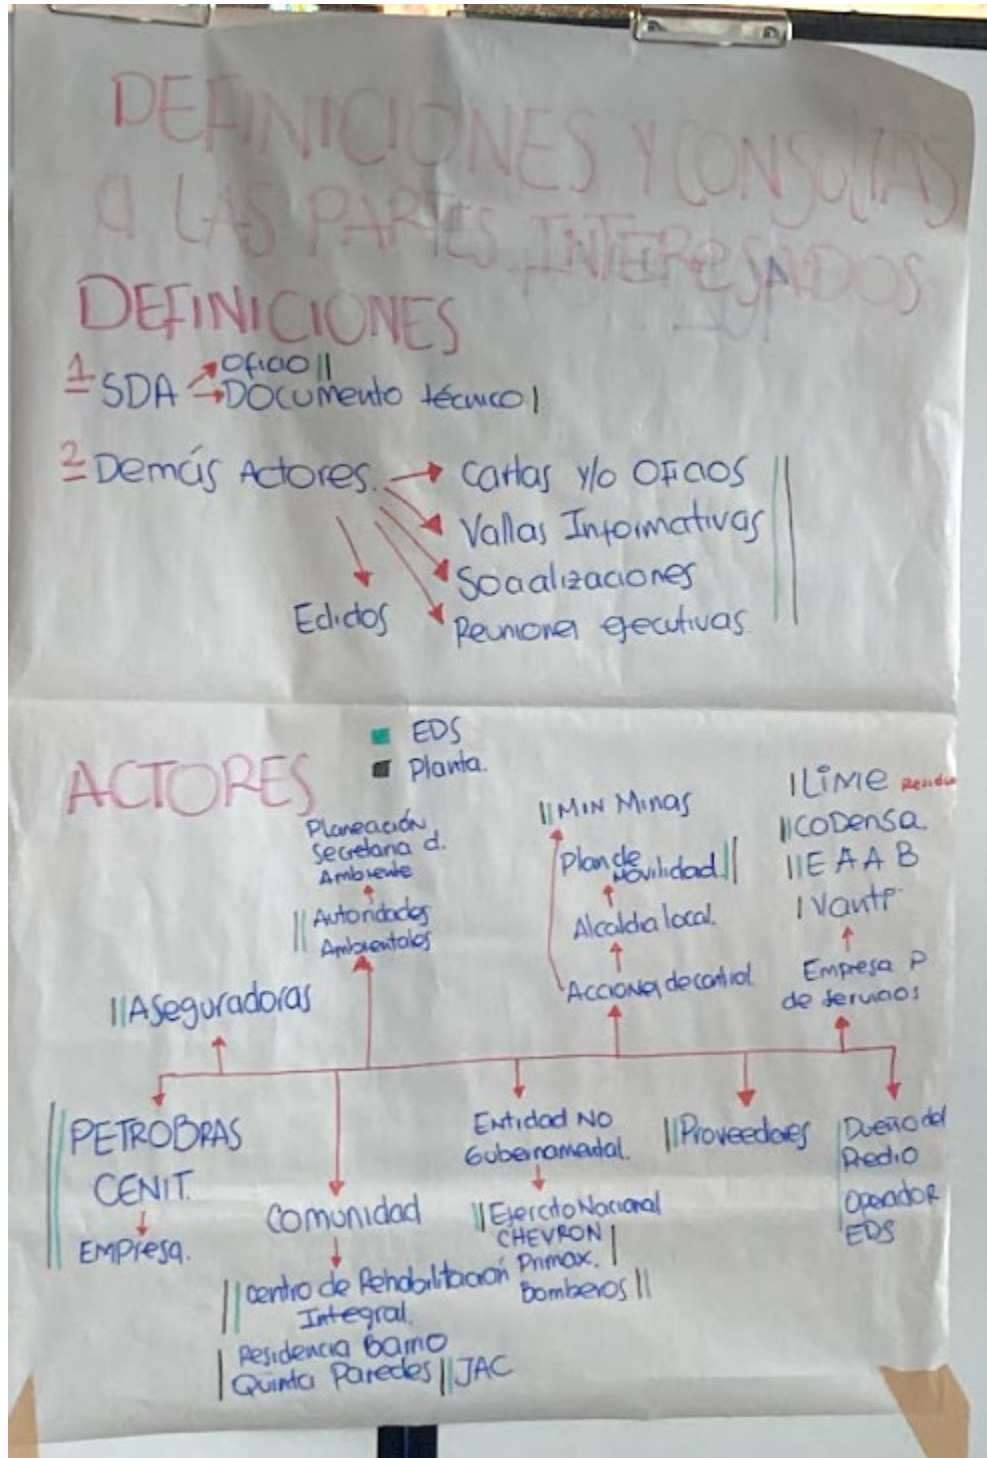 DEFINICIONES Y CONSULTAS
a LAS PARTES INTEReSADOS
DEFINICIONES
1 SDA → Oficio
→ DOCUMENTO técnico
2 Demás Actores → Cartas y/o OFICIOS
Vallas Informativas
Socializaciones
Edictos
Reuniones ejecutivas
EDS
Planta.
ACTORES
Planeación
Secretaria d.
Ambiente
Autoridades
Ambientales
Aseguradoras
MIN MINAS
Plan de
Movilidad
Alcaldia local.
Acciones de control.
LIME
CODENSA.
E A A B
Vanti
Empresa P
de servicios
PETROBRAS
CENIT.
EMPresa.
Comunidad
Centro de Rehabilitación
Integral.
Residencia Barrio
Quinta Paredes JAC
Entidad NO
Gubernamental.
Ejercito Nacional
CHEVRON
Primax.
Bomberos
Proveedores
Dueño del
Predio
Operador
EDS